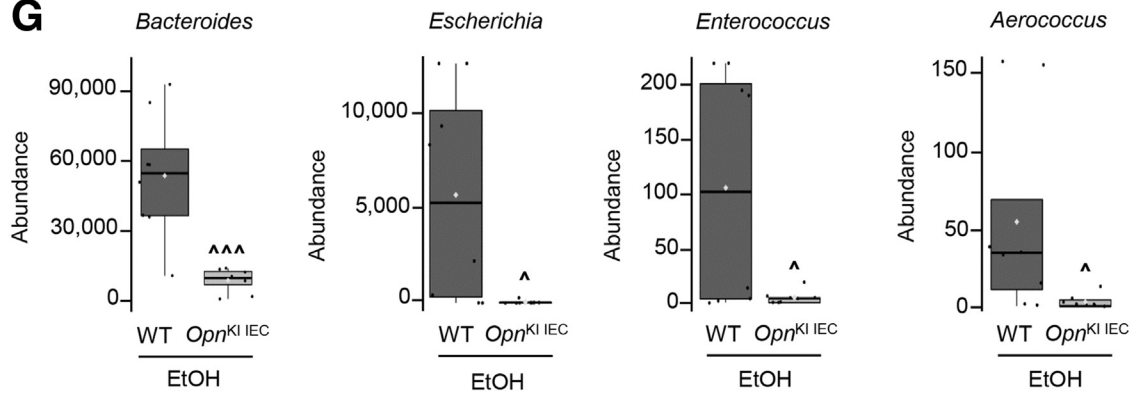 G
Bacteroides
Escherichia
Enterococcus
Aerococcus
Abundance
90,000
60,000
30,000
0
^^^
WT Opn^KI IEC
EtOH
Abundance
10,000
5,000
0
^
WT Opn^KI IEC
EtOH
Abundance
200
150
100
50
0
^
WT Opn^KI IEC
EtOH
Abundance
150
100
50
0
^
WT Opn^KI IEC
EtOH